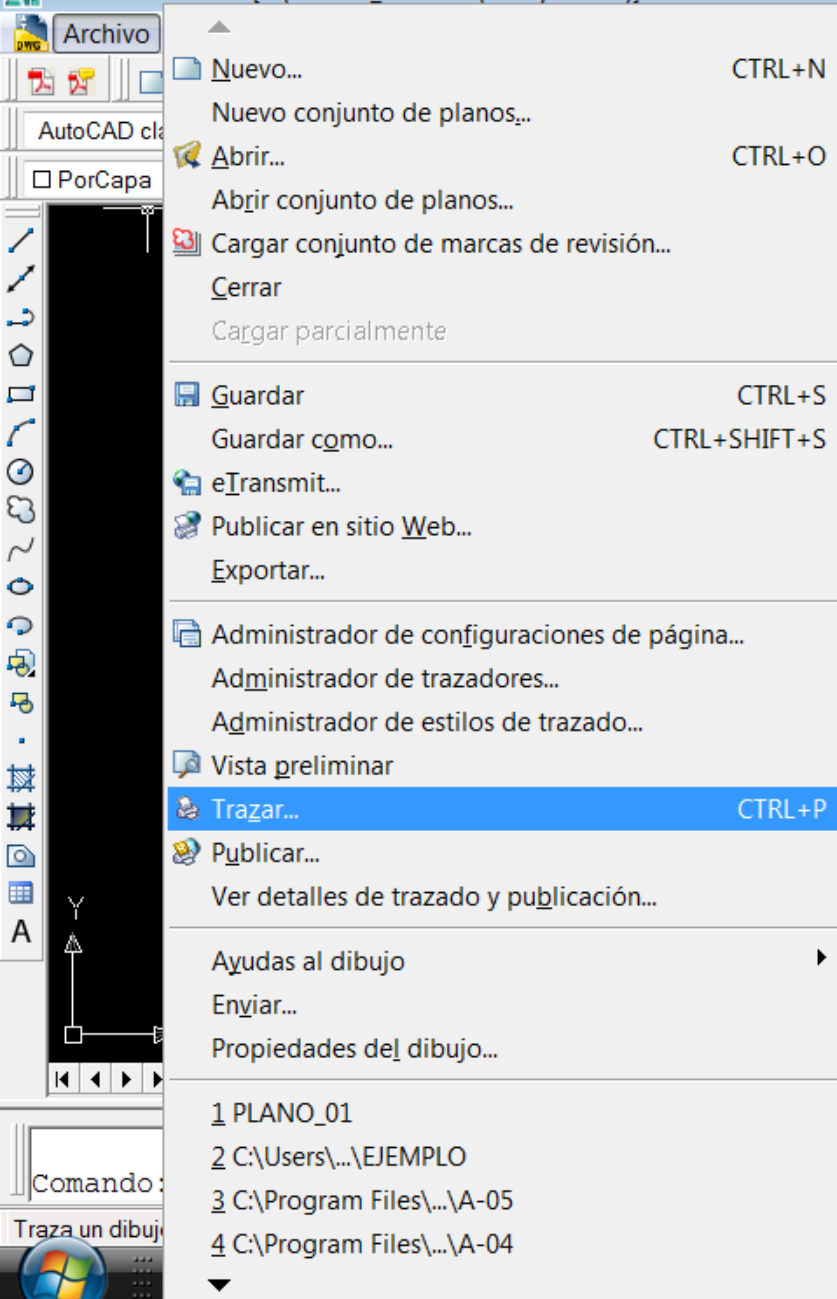 DWG Archivo
Nuevo... CTRL+N
Nuevo conjunto de planos...
AutoCAD
Abrir... CTRL+O
PorCapa
Abrir conjunto de planos...
Cargar conjunto de marcas de revisión...
Cerrar
Cargar parcialmente
Guardar CTRL+S
Guardar como... CTRL+SHIFT+S
eTransmit...
Publicar en sitio Web...
Exportar...
Administrador de configuraciones de página...
Administrador de trazadores...
Administrador de estilos de trazado...
Vista preliminar
Trazar... CTRL+P
Publicar...
Ver detalles de trazado y publicación...
Y
A
Ayudas al dibujo
Enviar...
Propiedades del dibujo...
1 PLANO_01
2 C:\Users\...\EJEMPLO
Comando:
3 C:\Program Files\...\A-05
Traza un dibuj
4 C:\Program Files\...\A-04